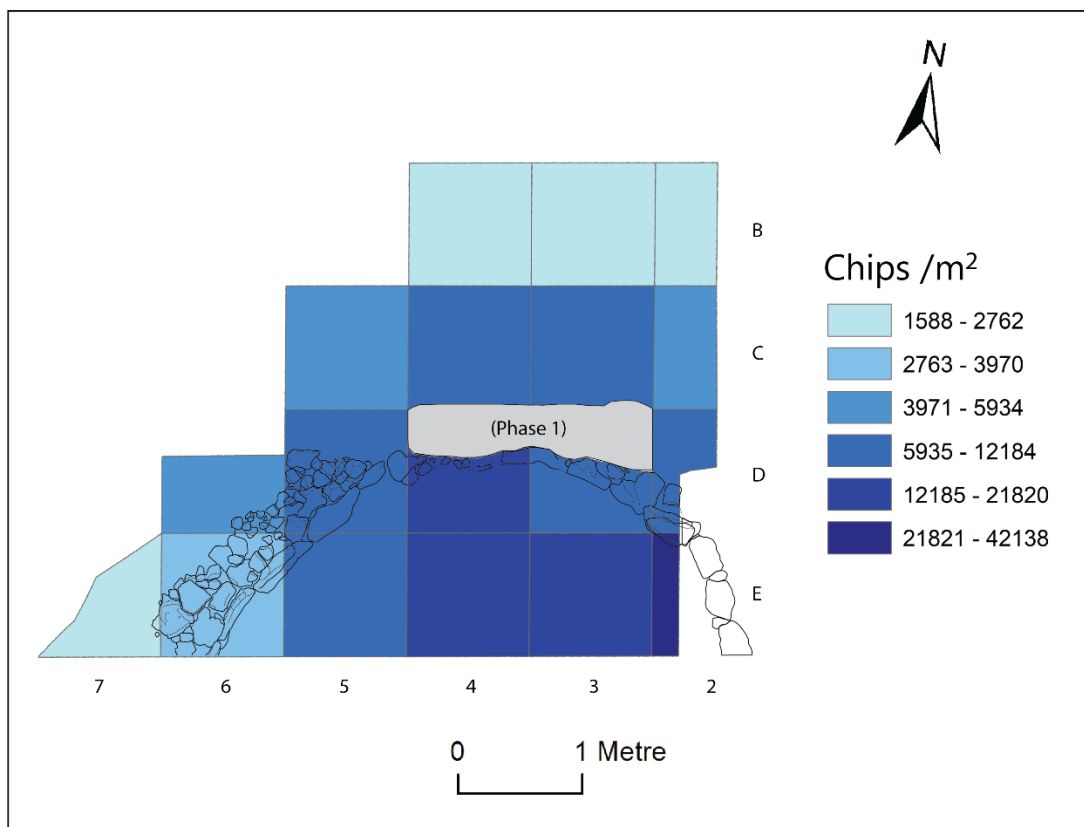 N
B
Chips /m²
1588 - 2762
2763 - 3970
3971 - 5934
5935 - 12184
12185 - 21820
21821 - 42138
C
(Phase 1)
D
E
7 6 5 4 3 2
0 1 Metre